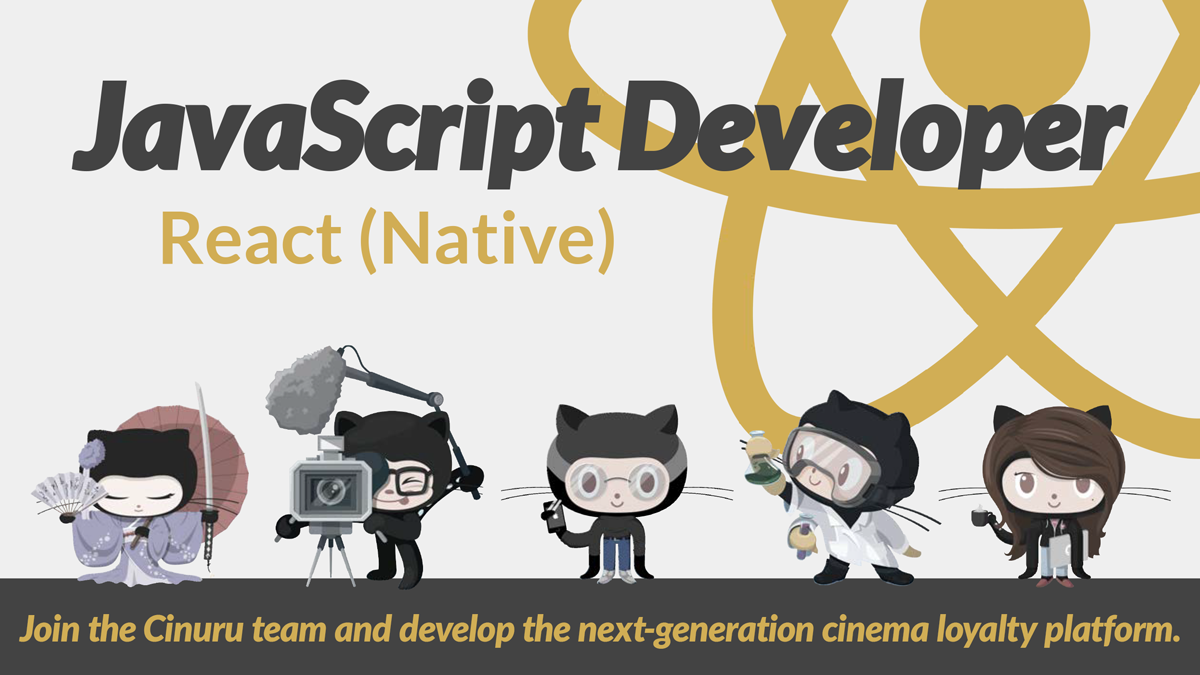 JavaScript Developer
React (Native)
Join the Cinuru team and develop the next-generation cinema loyalty platform.